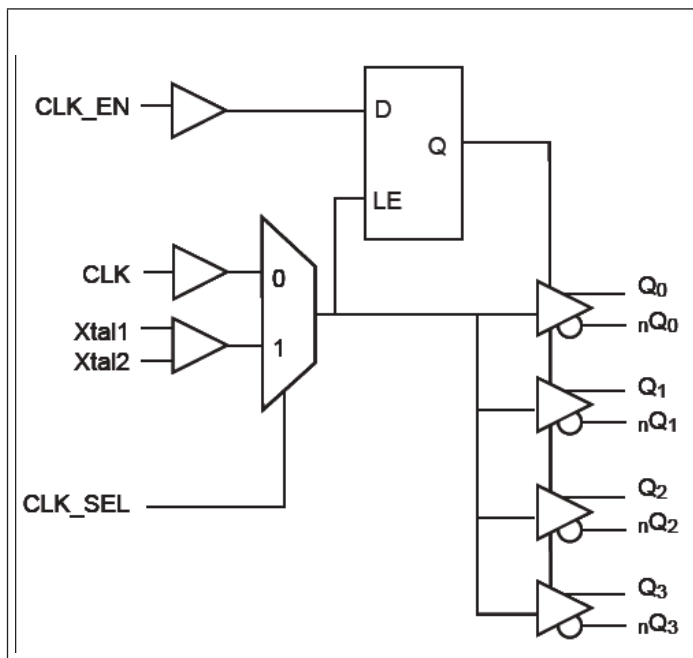 CLK_EN
D
Q
LE
CLK
0
Xtal1
Xtal2
1
CLK_SEL
Q0
nQ0
Q1
nQ1
Q2
nQ2
Q3
nQ3